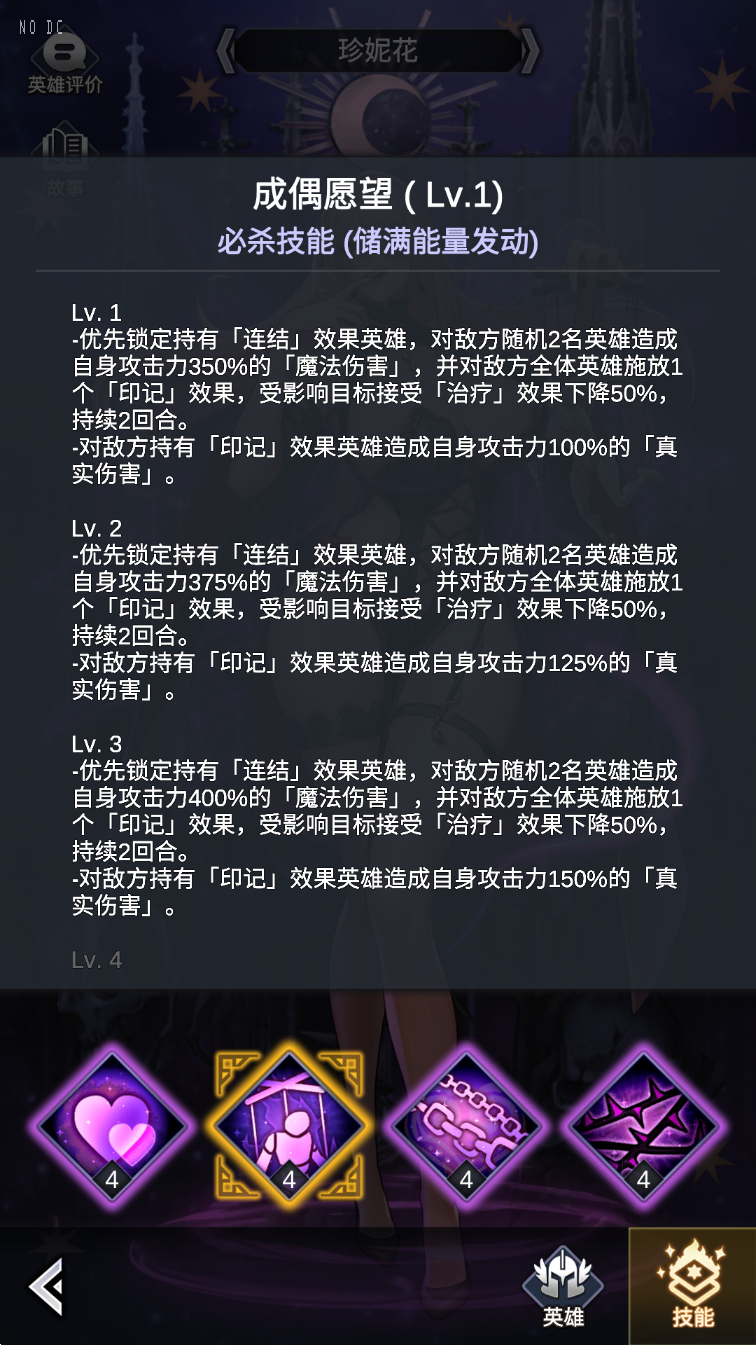 NO DC
英雄评价
珍妮花
故事
成偶愿望 ( Lv.1)
必杀技能 (储满能量发动)
Lv. 1
-优先锁定持有「连结」效果英雄，对敌方随机2名英雄造成
自身攻击力350%的「魔法伤害」，并对敌方全体英雄施放1
个「印记」效果，受影响目标接受「治疗」效果下降50%，
持续2回合。
-对敌方持有「印记」效果英雄造成自身攻击力100%的「真
实伤害」。
Lv. 2
-优先锁定持有「连结」效果英雄，对敌方随机2名英雄造成
自身攻击力375%的「魔法伤害」，并对敌方全体英雄施放1
个「印记」效果，受影响目标接受「治疗」效果下降50%，
持续2回合。
-对敌方持有「印记」效果英雄造成自身攻击力125%的「真
实伤害」。
Lv. 3
-优先锁定持有「连结」效果英雄，对敌方随机2名英雄造成
自身攻击力400%的「魔法伤害」，并对敌方全体英雄施放1
个「印记」效果，受影响目标接受「治疗」效果下降50%，
持续2回合。
-对敌方持有「印记」效果英雄造成自身攻击力150%的「真
实伤害」。
Lv. 4
4 4 4 4
英雄 技能